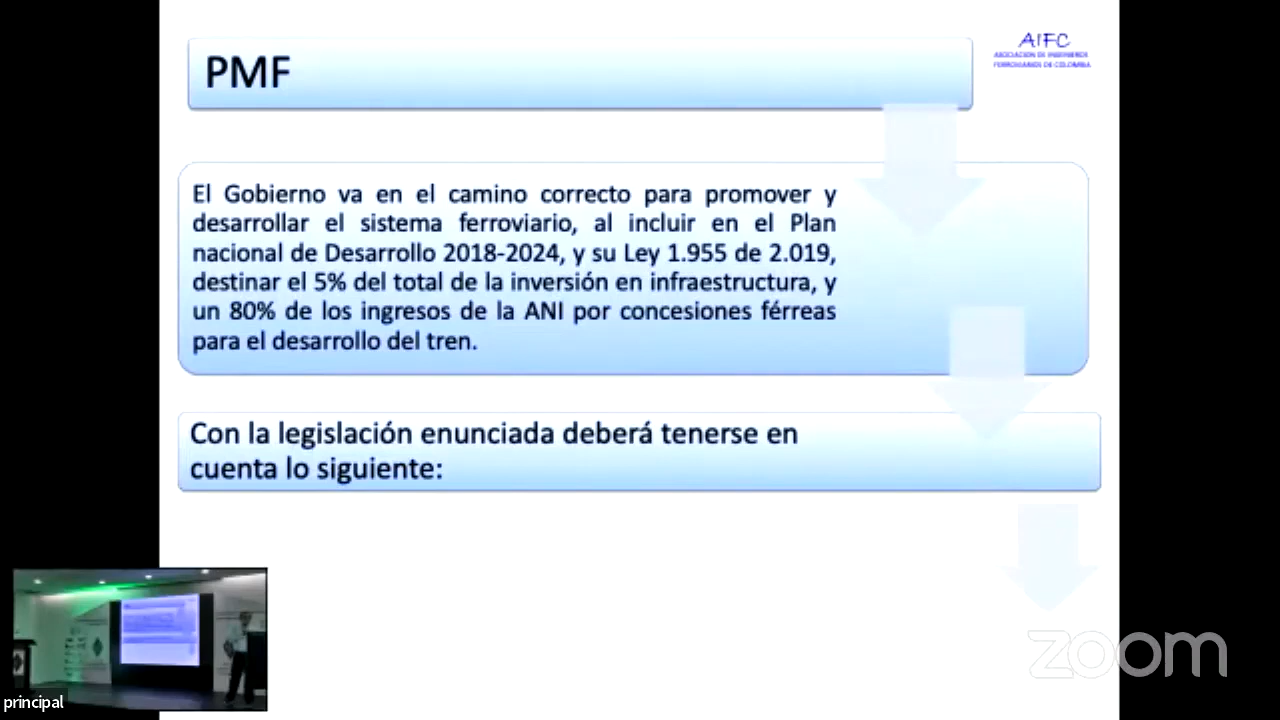 PMF
AIFC
ASOCIACION DE INGENIEROS
FERROVIARIOS DE COLOMBIA
El Gobierno va en el camino correcto para promover y
desarrollar el sistema ferroviario, al incluir en el Plan
nacional de Desarrollo 2018-2024, y su Ley 1.955 de 2.019,
destinar el 5% del total de la inversión en infraestructura, y
un 80% de los ingresos de la ANI por concesiones férreas
para el desarrollo del tren.
Con la legislación enunciada deberá tenerse en
cuenta lo siguiente:
principal
zoom